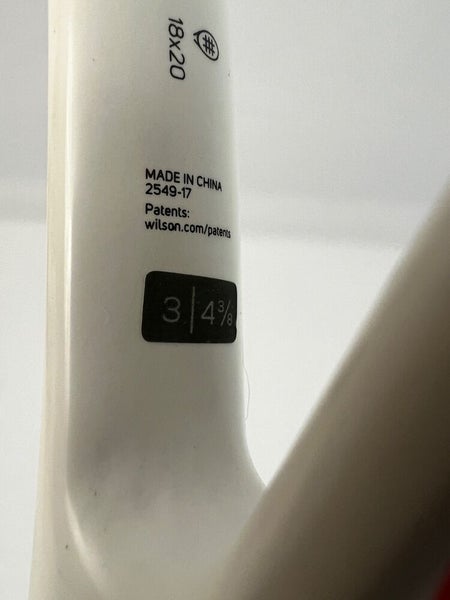 18x20
MADE IN CHINA
2549-17
Patents:
wilson.com/patents
3 | 4 3/8